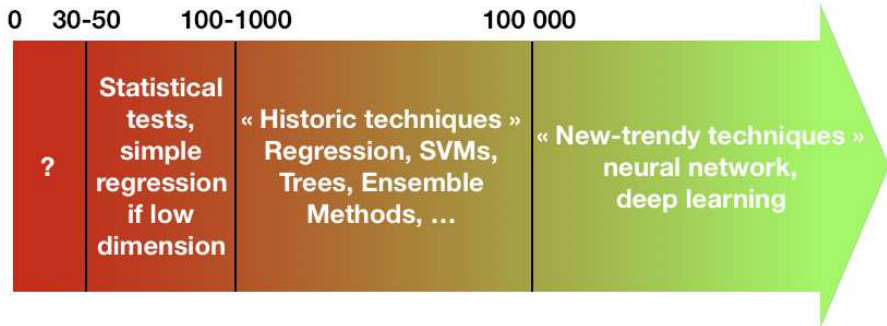 0 30-50 100-1000 100 000
?
Statistical
tests,
simple
regression
if low
dimension
« Historic techniques »
Regression, SVMs,
Trees, Ensemble
Methods, ...
« New-trendy techniques »
neural network,
deep learning